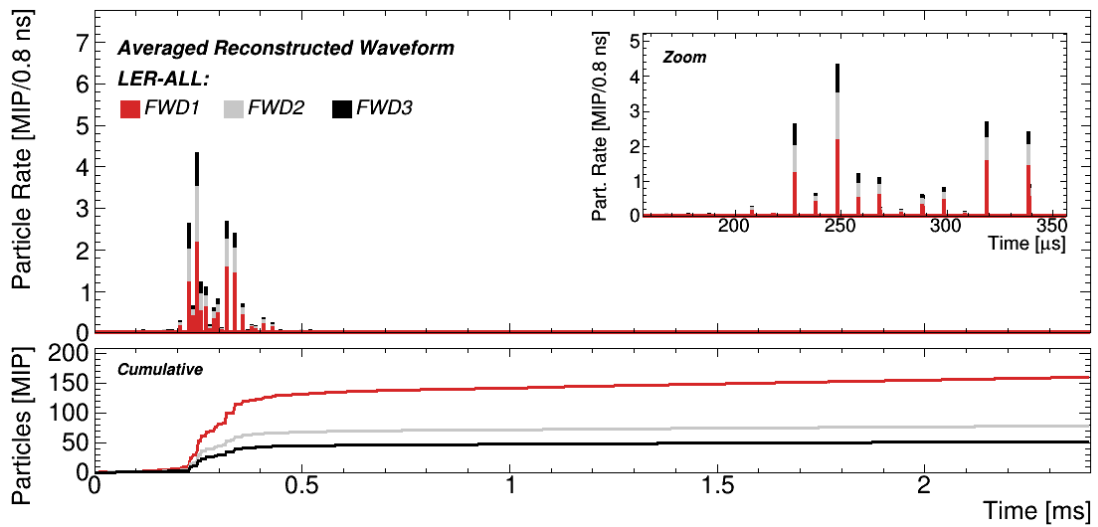 Particle Rate [MIP/0.8 ns]
7
6
5
4
3
2
1
0
Averaged Reconstructed Waveform
LER-ALL:
FWD1 FWD2 FWD3
Part. Rate [MIP/0.8 ns]
5
4
3
2
1
0
Zoom
200 250 300 350
Time [μs]
Particles [MIP]
200
150
100
50
0
Cumulative
0 0.5 1 1.5 2
Time [ms]